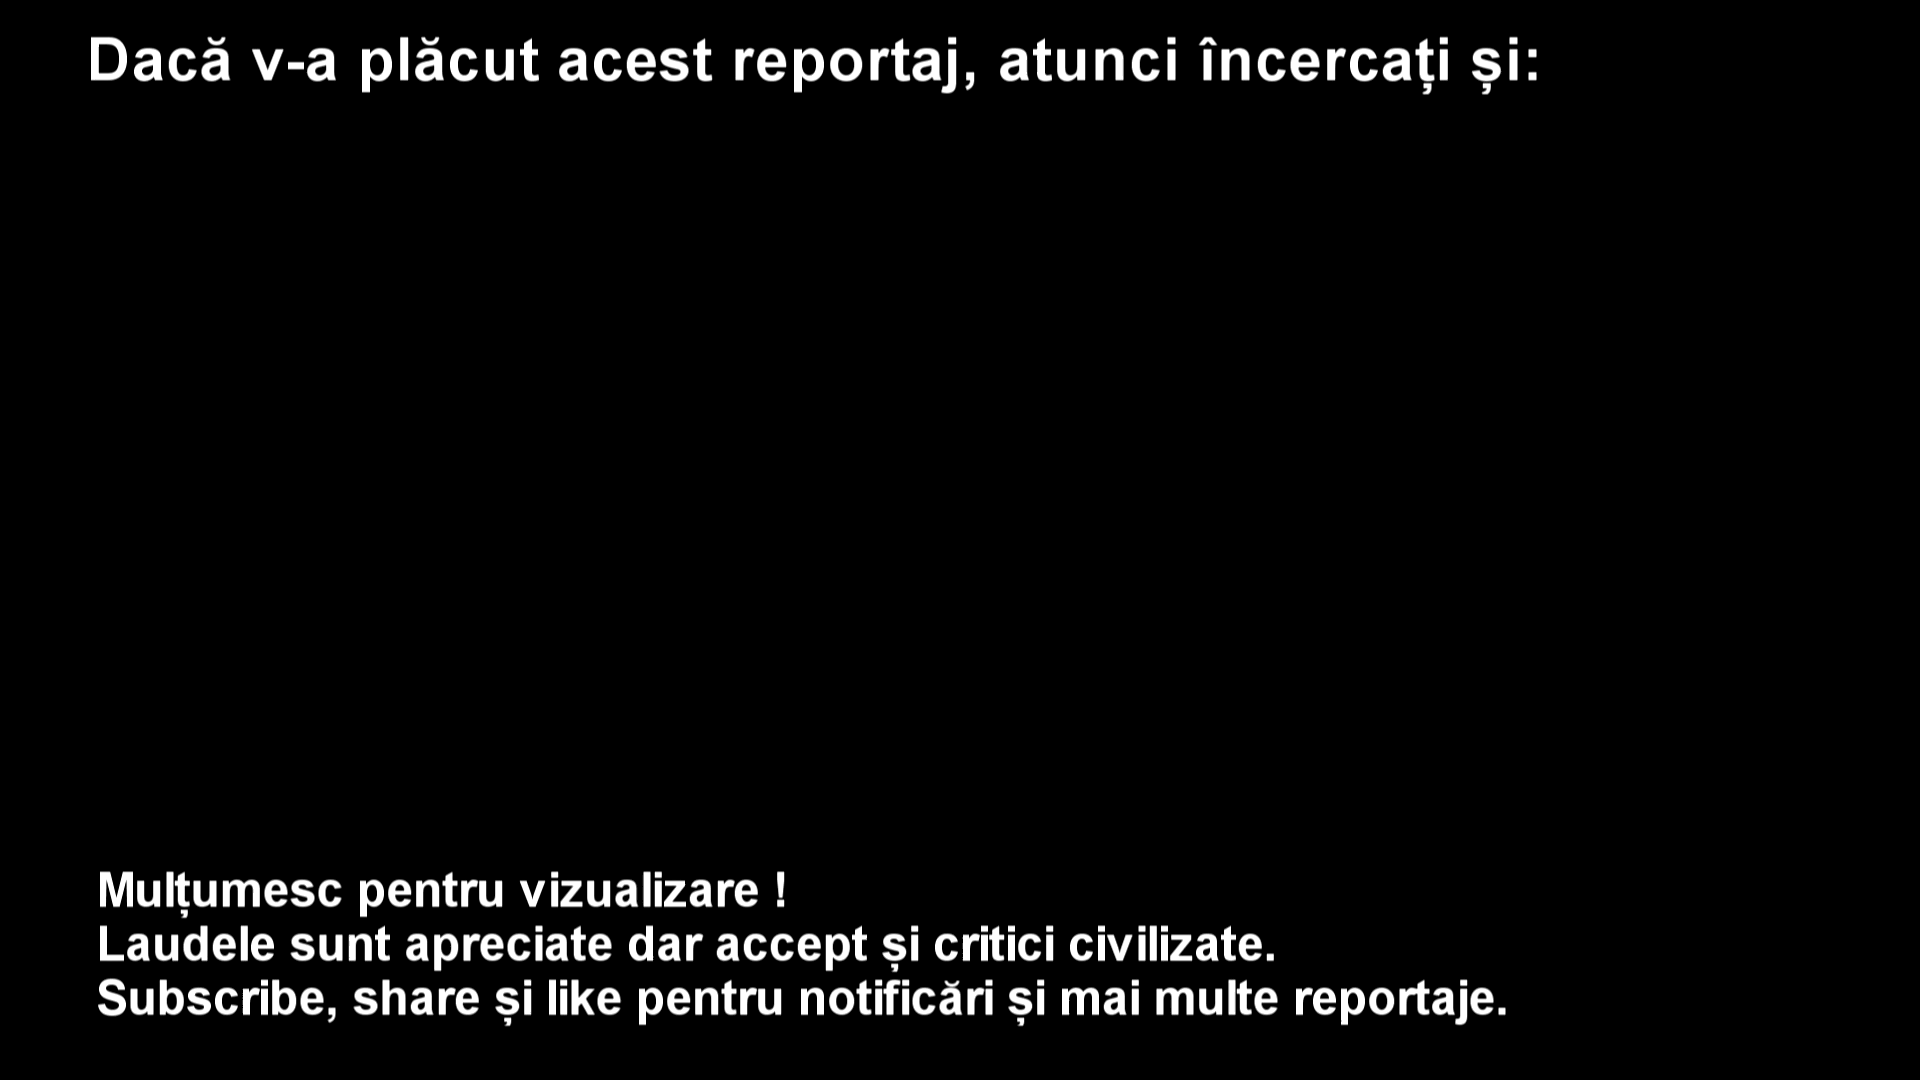 Dacă v-a plăcut acest reportaj, atunci încercați și:
Mulțumesc pentru vizualizare !
Laudele sunt apreciate dar accept și critici civilizate.
Subscribe, share și like pentru notificări și mai multe reportaje.